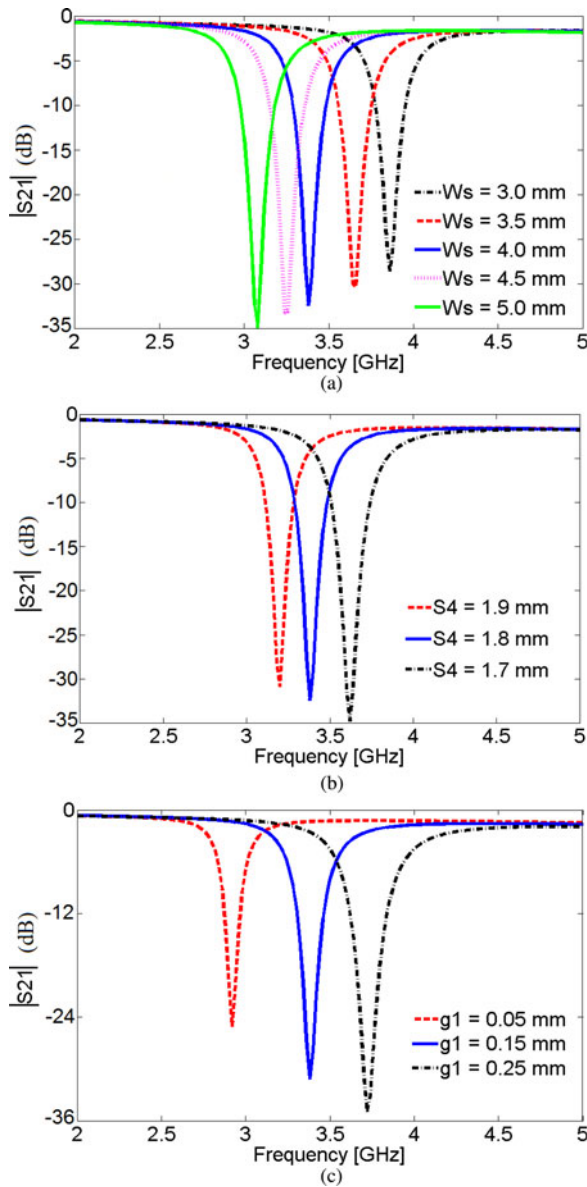 0
-5
-10
-15
-20
-25
-30
-35
|S21| (dB)
Ws = 3.0 mm
Ws = 3.5 mm
Ws = 4.0 mm
Ws = 4.5 mm
Ws = 5.0 mm
2 2.5 3 3.5 4 4.5 5
Frequency [GHz]
(a)
0
-5
-10
-15
-20
-25
-30
-35
|S21| (dB)
S4 = 1.9 mm
S4 = 1.8 mm
S4 = 1.7 mm
2 2.5 3 3.5 4 4.5 5
Frequency [GHz]
(b)
0
-12
-24
-36
|S21| (dB)
g1 = 0.05 mm
g1 = 0.15 mm
g1 = 0.25 mm
2 2.5 3 3.5 4 4.5 5
Frequency [GHz]
(c)